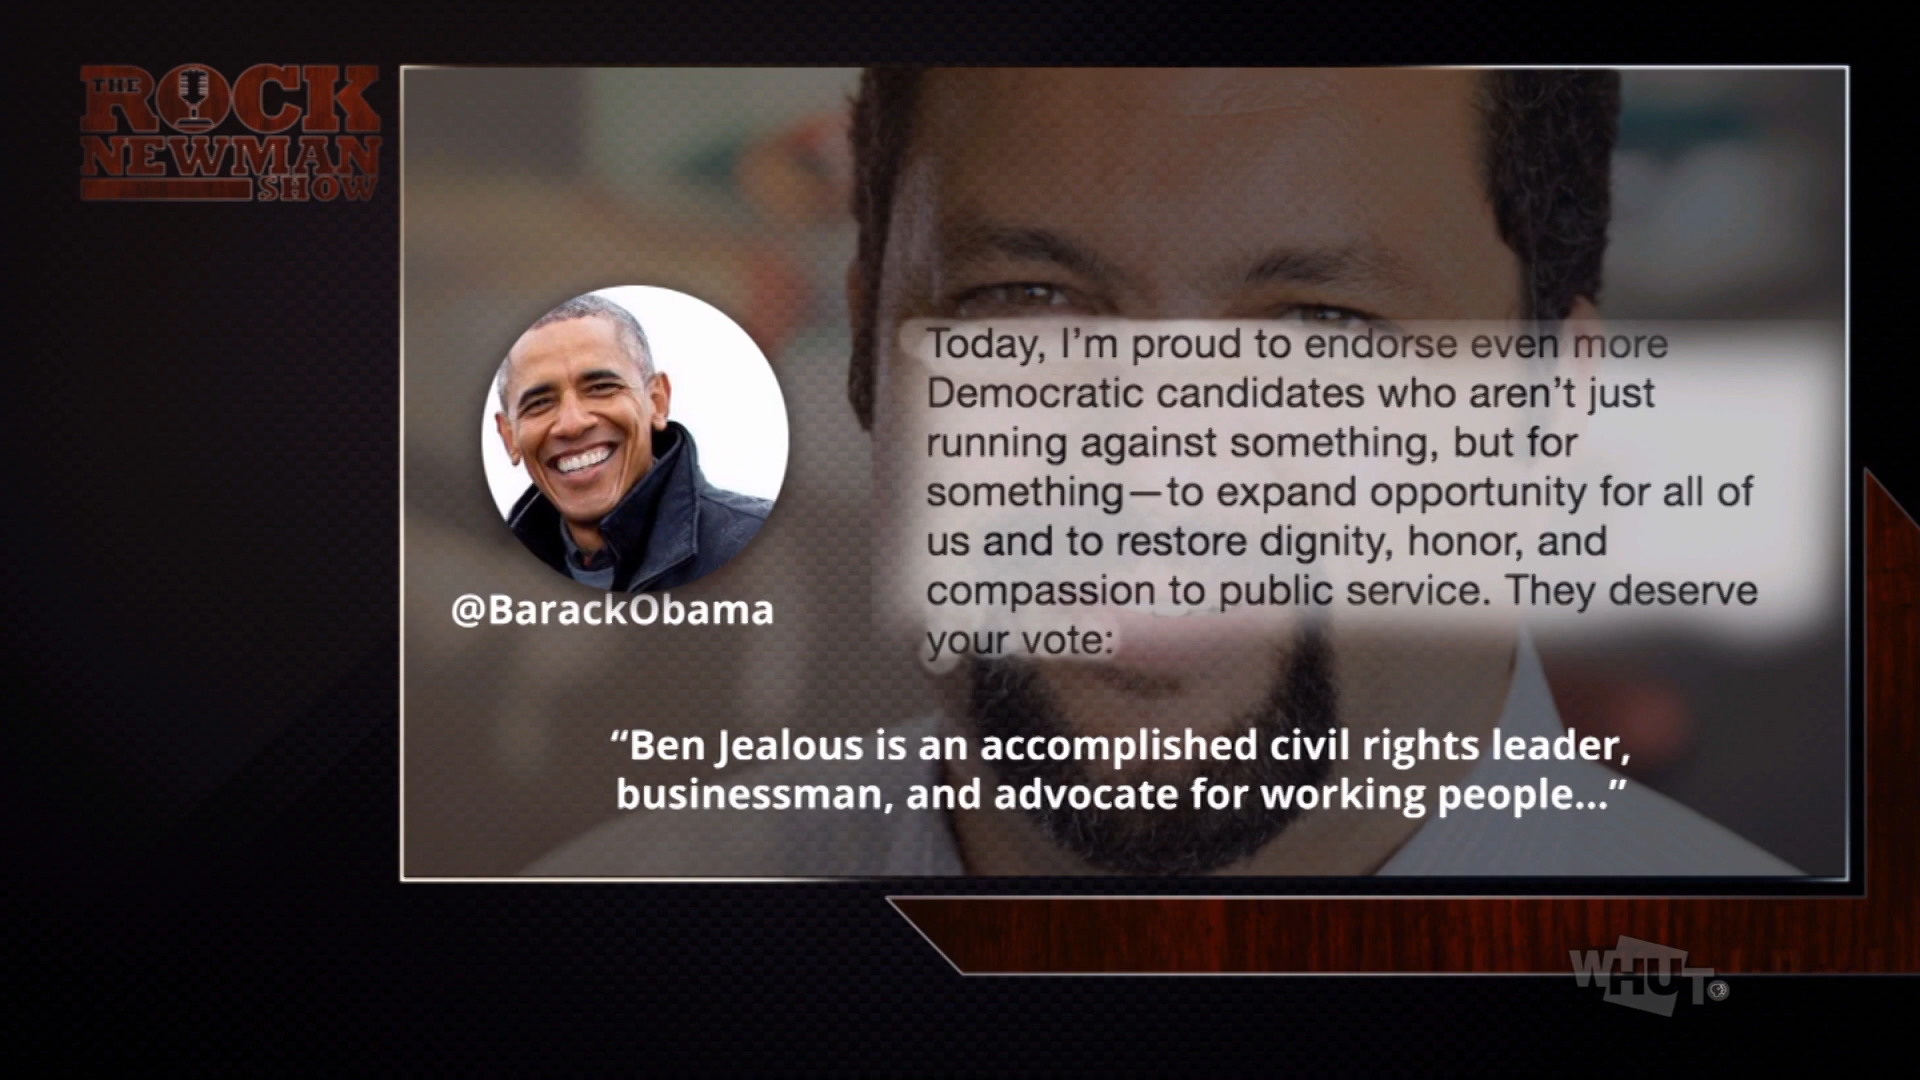 THE
ROCK
NEWMAN
SHOW
Today, I’m proud to endorse even more
Democratic candidates who aren’t just
running against something, but for
something—to expand opportunity for all of
us and to restore dignity, honor, and
compassion to public service. They deserve
your vote:
@BarackObama
“Ben Jealous is an accomplished civil rights leader,
businessman, and advocate for working people...”
WHUT